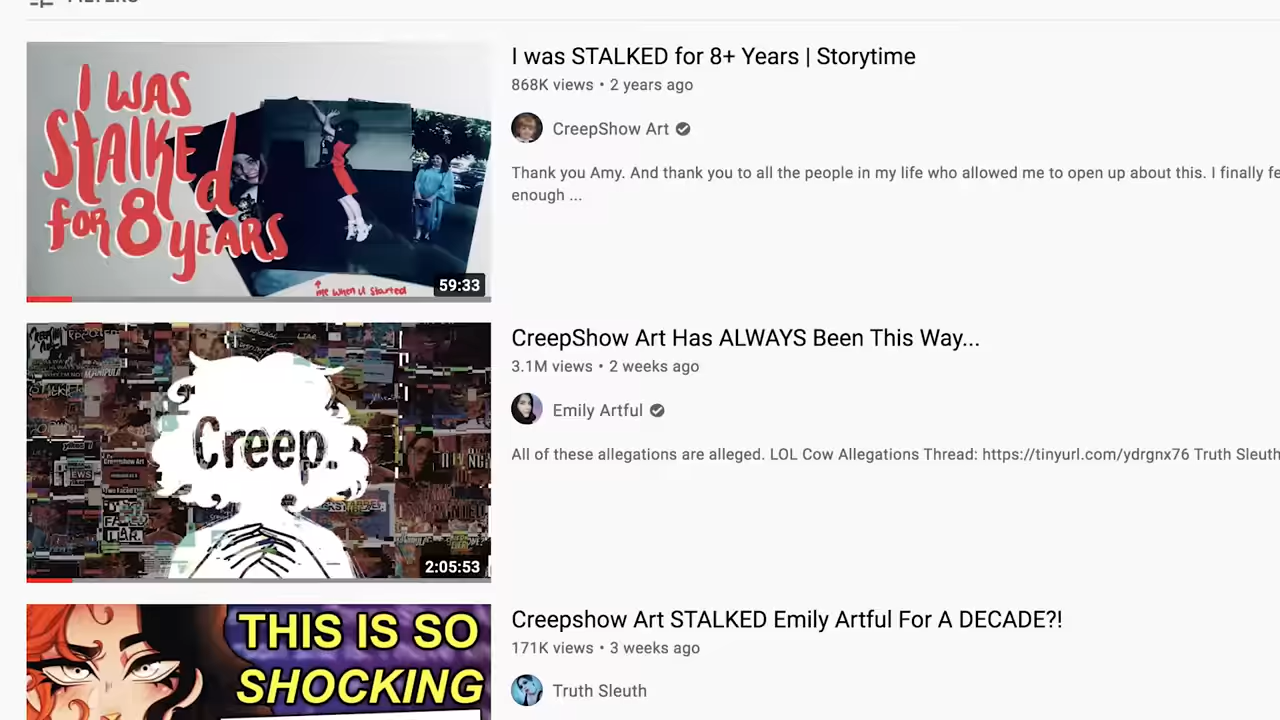 FILTERS
I WAS
STALKEd
for 8
YEARS
me when it started
59:33
I was STALKED for 8+ Years | Storytime
868K views • 2 years ago
CreepShow Art
Thank you Amy. And thank you to all the people in my life who allowed me to open up about this. I finally fe
enough ...
Creep.
2:05:53
CreepShow Art Has ALWAYS Been This Way...
3.1M views • 2 weeks ago
Emily Artful
All of these allegations are alleged. LOL Cow Allegations Thread: https://tinyurl.com/ydrgnx76 Truth Sleuth
THIS IS SO
SHOCKING
Creepshow Art STALKED Emily Artful For A DECADE?!
171K views • 3 weeks ago
Truth Sleuth